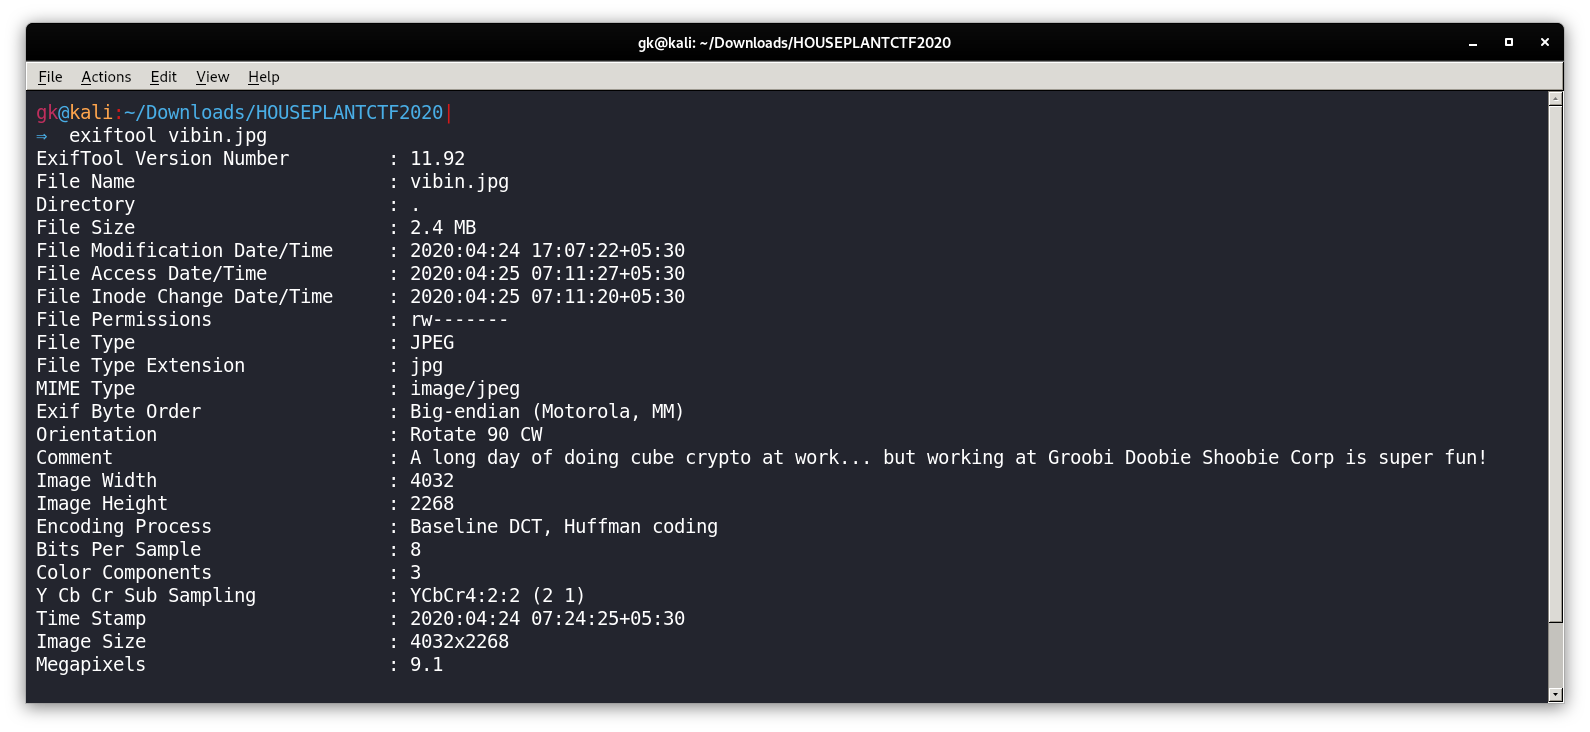 gk@kali: ~/Downloads/HOUSEPLANTCTF2020
File Actions Edit View Help
gk@kali:~/Downloads/HOUSEPLANTCTF2020|
⇒ exiftool vibin.jpg
ExifTool Version Number : 11.92
File Name : vibin.jpg
Directory : .
File Size : 2.4 MB
File Modification Date/Time : 2020:04:24 17:07:22+05:30
File Access Date/Time : 2020:04:25 07:11:27+05:30
File Inode Change Date/Time : 2020:04:25 07:11:20+05:30
File Permissions : rw-------
File Type : JPEG
File Type Extension : jpg
MIME Type : image/jpeg
Exif Byte Order : Big-endian (Motorola, MM)
Orientation : Rotate 90 CW
Comment : A long day of doing cube crypto at work... but working at Groobi Doobie Shoobie Corp is super fun!
Image Width : 4032
Image Height : 2268
Encoding Process : Baseline DCT, Huffman coding
Bits Per Sample : 8
Color Components : 3
Y Cb Cr Sub Sampling : YCbCr4:2:2 (2 1)
Time Stamp : 2020:04:24 07:24:25+05:30
Image Size : 4032x2268
Megapixels : 9.1